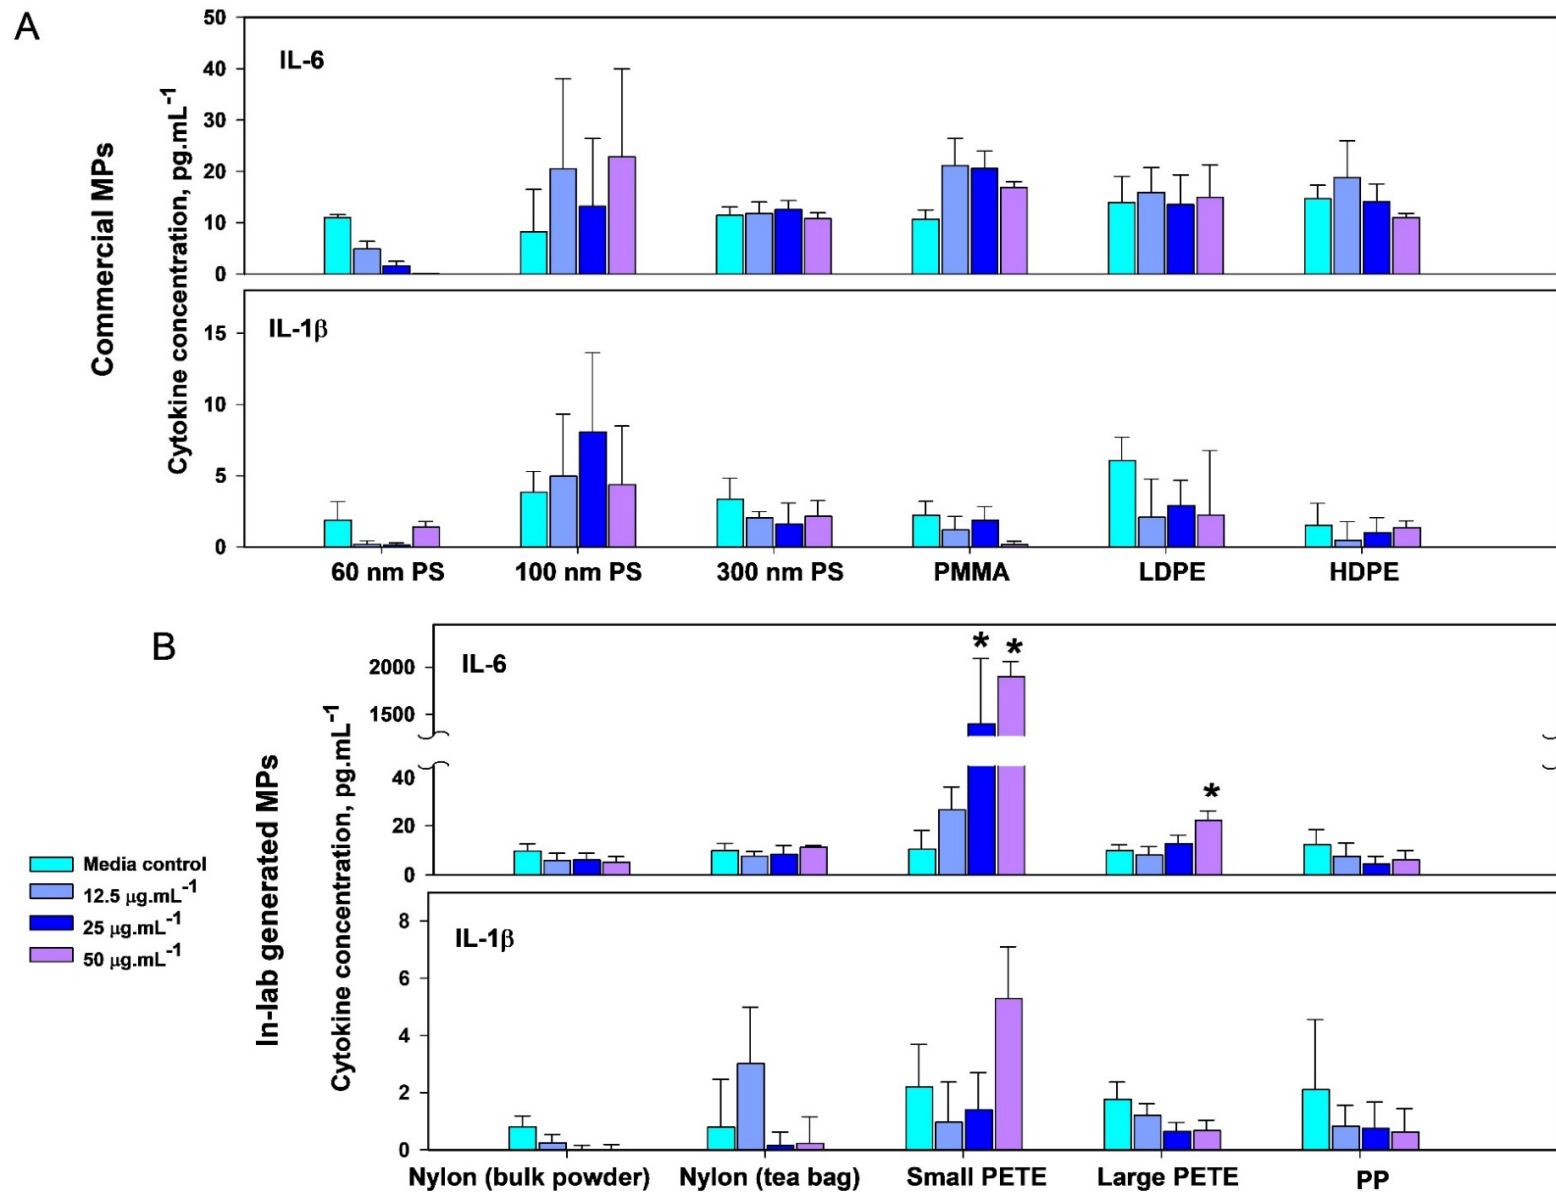 A
Commercial MPs
Cytokine concentration, pg.mL⁻¹
IL-6
50
40
30
20
10
0
IL-1β
15
10
5
0
60 nm PS 100 nm PS 300 nm PS PMMA LDPE HDPE
B
In-lab generated MPs
Cytokine concentration, pg.mL⁻¹
IL-6
* *
2000
1500
40
*
20
0
Media control
12.5 µg.mL⁻¹
25 µg.mL⁻¹
50 µg.mL⁻¹
IL-1β
8
6
4
2
0
Nylon (bulk powder) Nylon (tea bag) Small PETE Large PETE PP